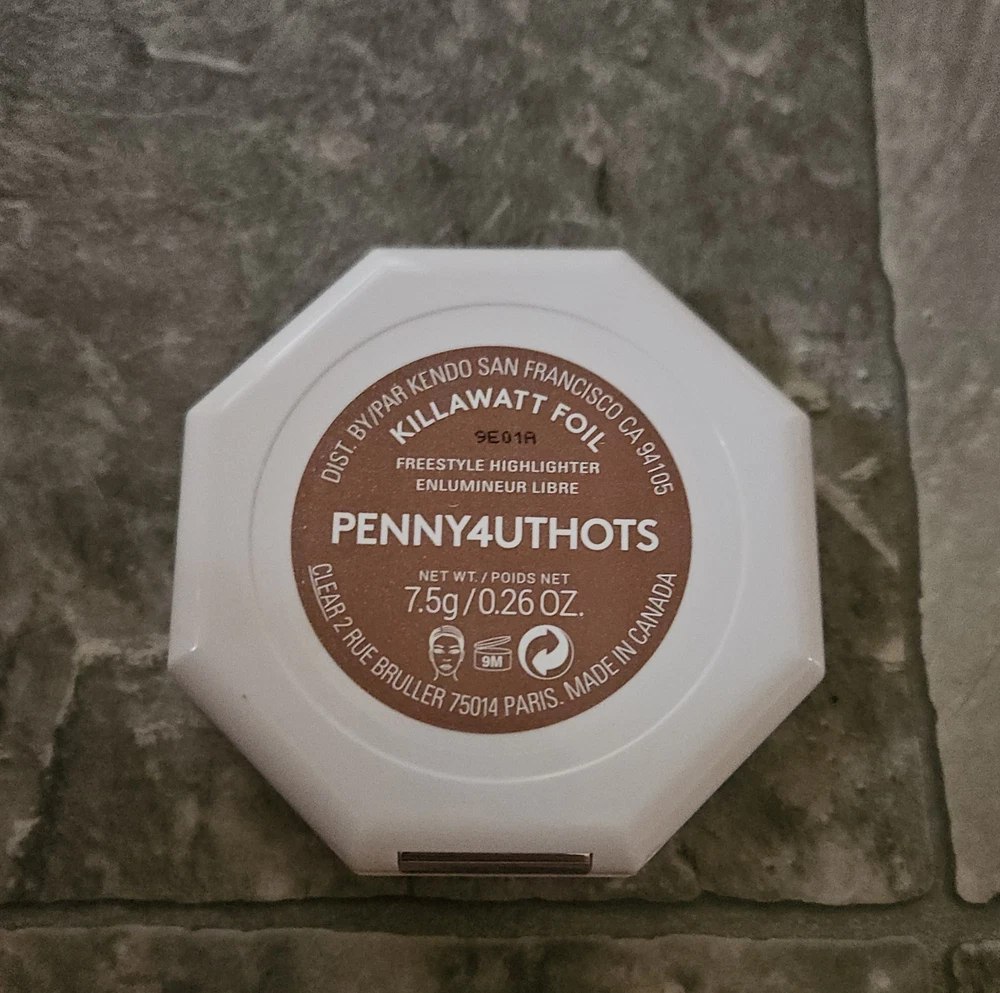 DIST. BY/PAR KENDO SAN FRANCISCO CA 94105
KILLAWATT FOIL
9E01A
FREESTYLE HIGHLIGHTER
ENLUMINEUR LIBRE
PENNY4UTHOTS
NET WT. / POIDS NET
7.5g / 0.26 OZ.
9M
CLEAR 2 RUE BRULLER 75014 PARIS. MADE IN CANADA